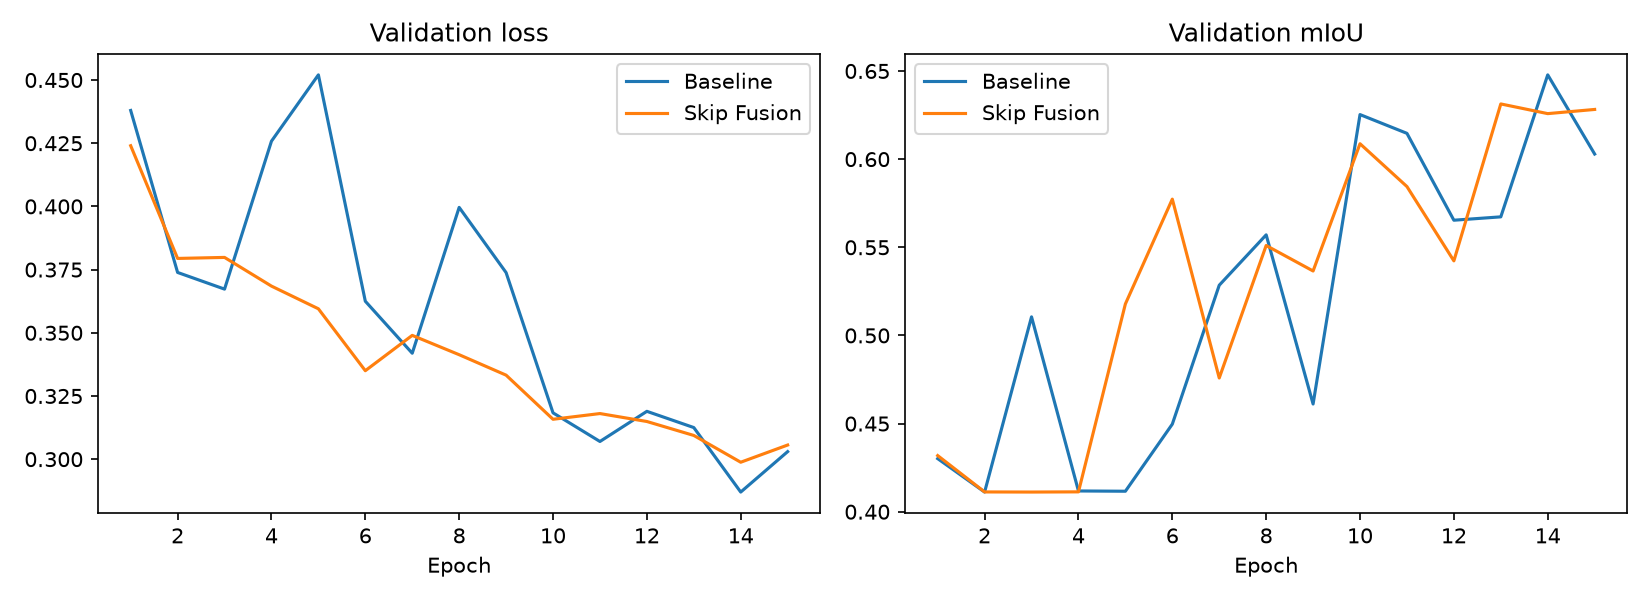 Validation loss
0.450
0.425
0.400
0.375
0.350
0.325
0.300
2 4 6 8 10 12 14
Epoch
Baseline
Skip Fusion
Validation mIoU
0.65
0.60
0.55
0.50
0.45
0.40
2 4 6 8 10 12 14
Epoch
Baseline
Skip Fusion